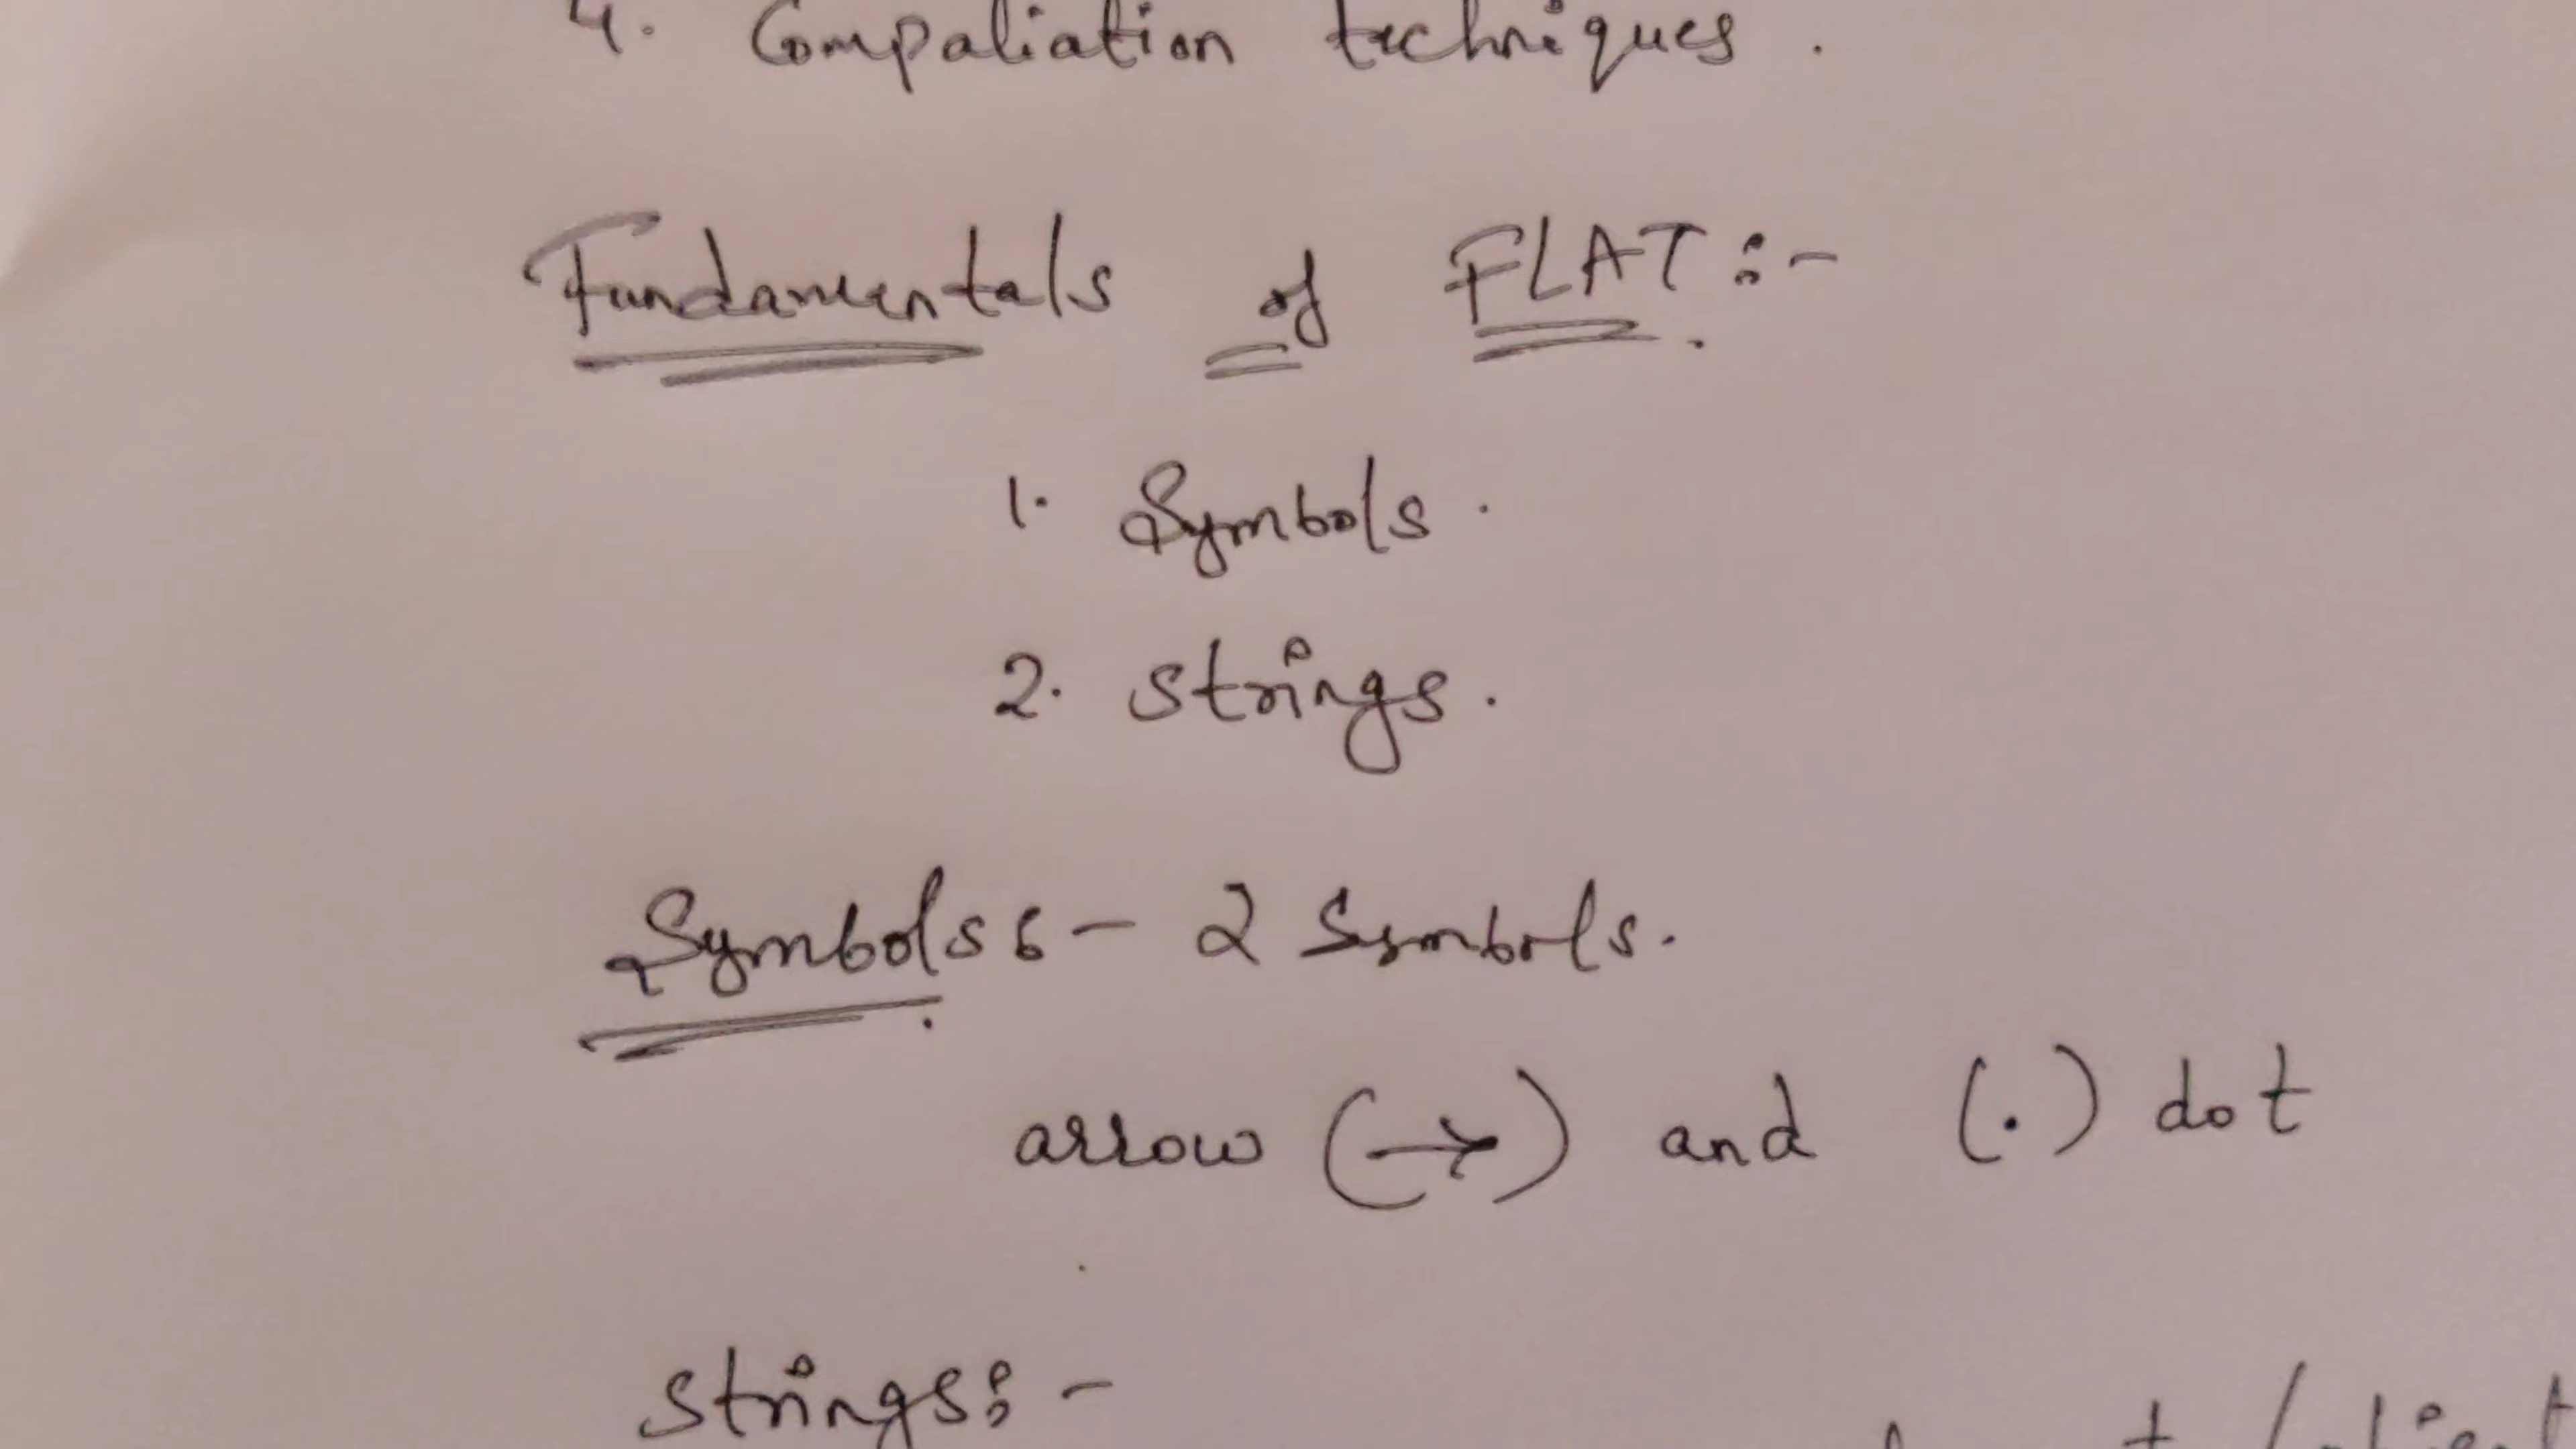 4. Compaliation techniques.
Fundamentals of FLAT:-
1. Symbols.
2. Strings.
Symbols:- 2 Symbols.
arrow (→) and (.) dot
Strings:-